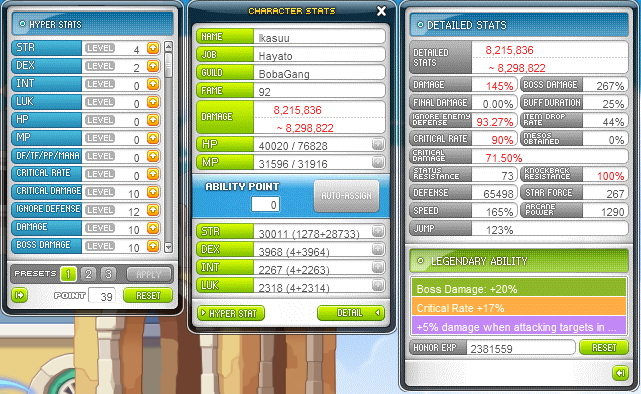 HYPER STATS
STR LEVEL 4
DEX LEVEL 2
INT LEVEL 0
LUK LEVEL 0
HP LEVEL 0
MP LEVEL 0
DF/TF/PP/MANA LEVEL 0
CRITICAL RATE LEVEL 0
CRITICAL DAMAGE LEVEL 10
IGNORE DEFENSE LEVEL 12
DAMAGE LEVEL 10
BOSS DAMAGE LEVEL 10
PRESETS 1 2 3 APPLY
POINT 39 RESET
CHARACTER STATS
NAME Ikasuu
JOB Hayato
GUILD BobaGang
FAME 92
DAMAGE 8,215,836
~ 8,298,822
HP 40020 / 76828
MP 31596 / 31916
ABILITY POINT
0
AUTO-ASSIGN
STR 30011 (1278+28733)
DEX 3968 (4+3964)
INT 2267 (4+2263)
LUK 2318 (4+2314)
HYPER STAT DETAIL
DETAILED STATS
DETAILED STATS 8,215,836
~ 8,298,822
DAMAGE 145% BOSS DAMAGE 267%
FINAL DAMAGE 0.00% BUFF DURATION 25%
IGNORE ENEMY DEFENSE 93.27% ITEM DROP RATE 44%
CRITICAL RATE 90% MESOS OBTAINED 0%
CRITICAL DAMAGE 71.50%
STATUS RESISTANCE 73 KNOCKBACK RESISTANCE 100%
DEFENSE 65498 STAR FORCE 267
SPEED 165% ARCANE POWER 1290
JUMP 123%
LEGENDARY ABILITY
Boss Damage: +20%
Critical Rate +17%
+5% damage when attacking targets in ...
HONOR EXP 2381559 RESET